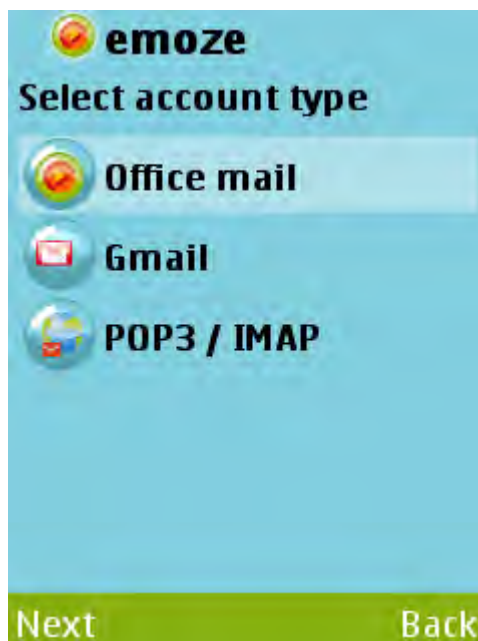 emoze
Select account type
Office mail
Gmail
POP3 / IMAP
Next Back